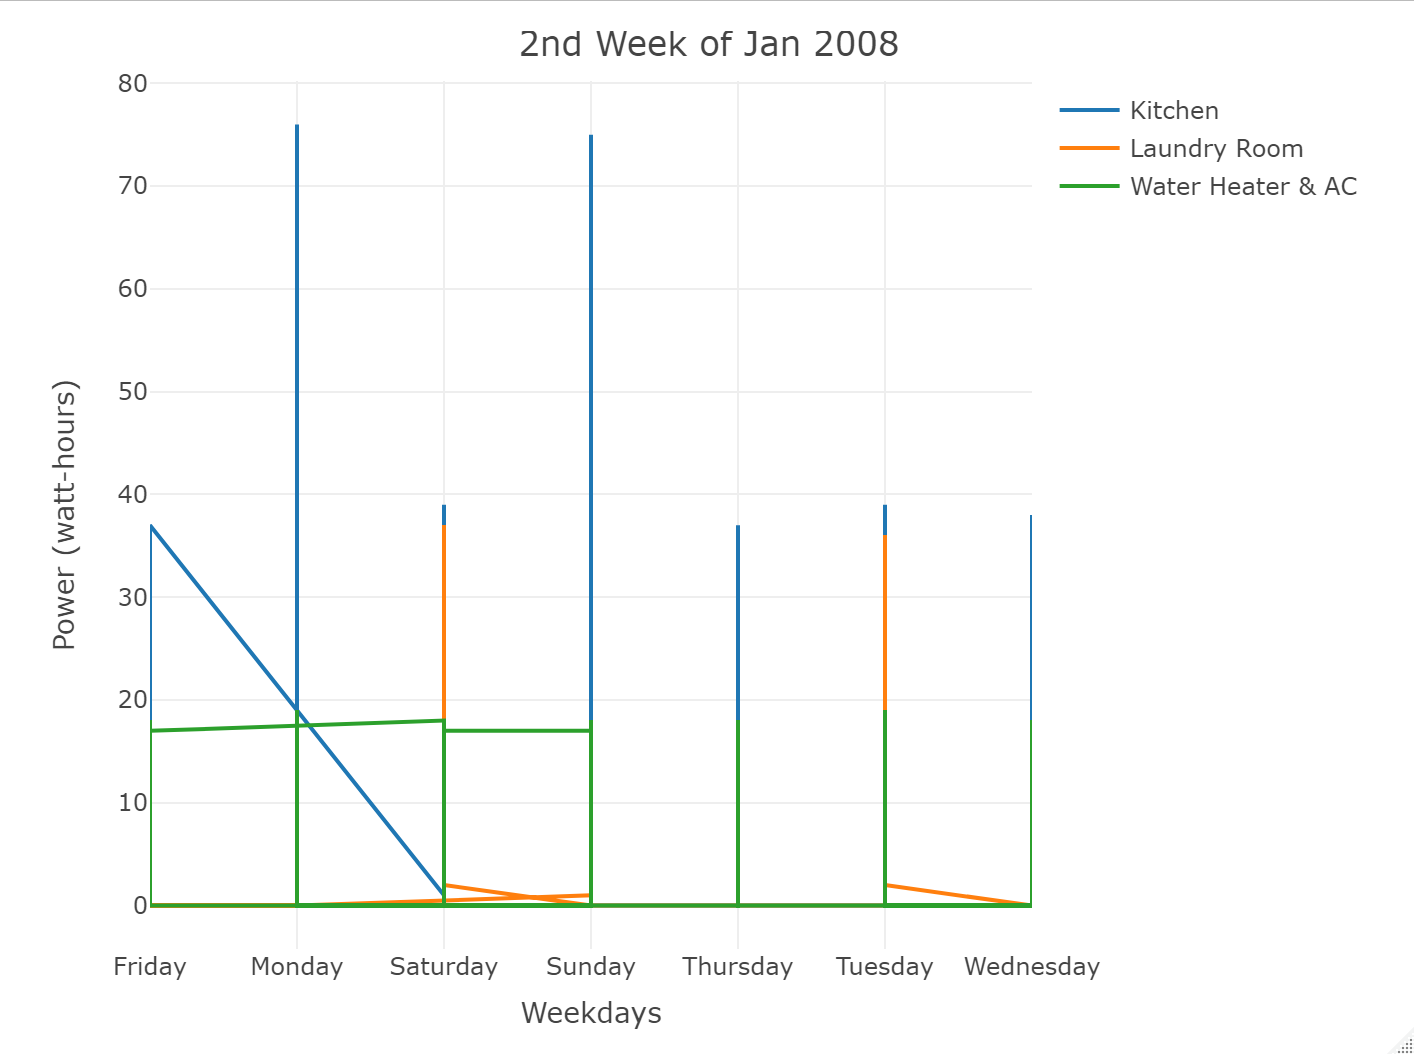 2nd Week of Jan 2008
Kitchen
Laundry Room
Water Heater & AC
Power (watt-hours)
80
70
60
50
40
30
20
10
0
Friday Monday Saturday Sunday Thursday Tuesday Wednesday
Weekdays